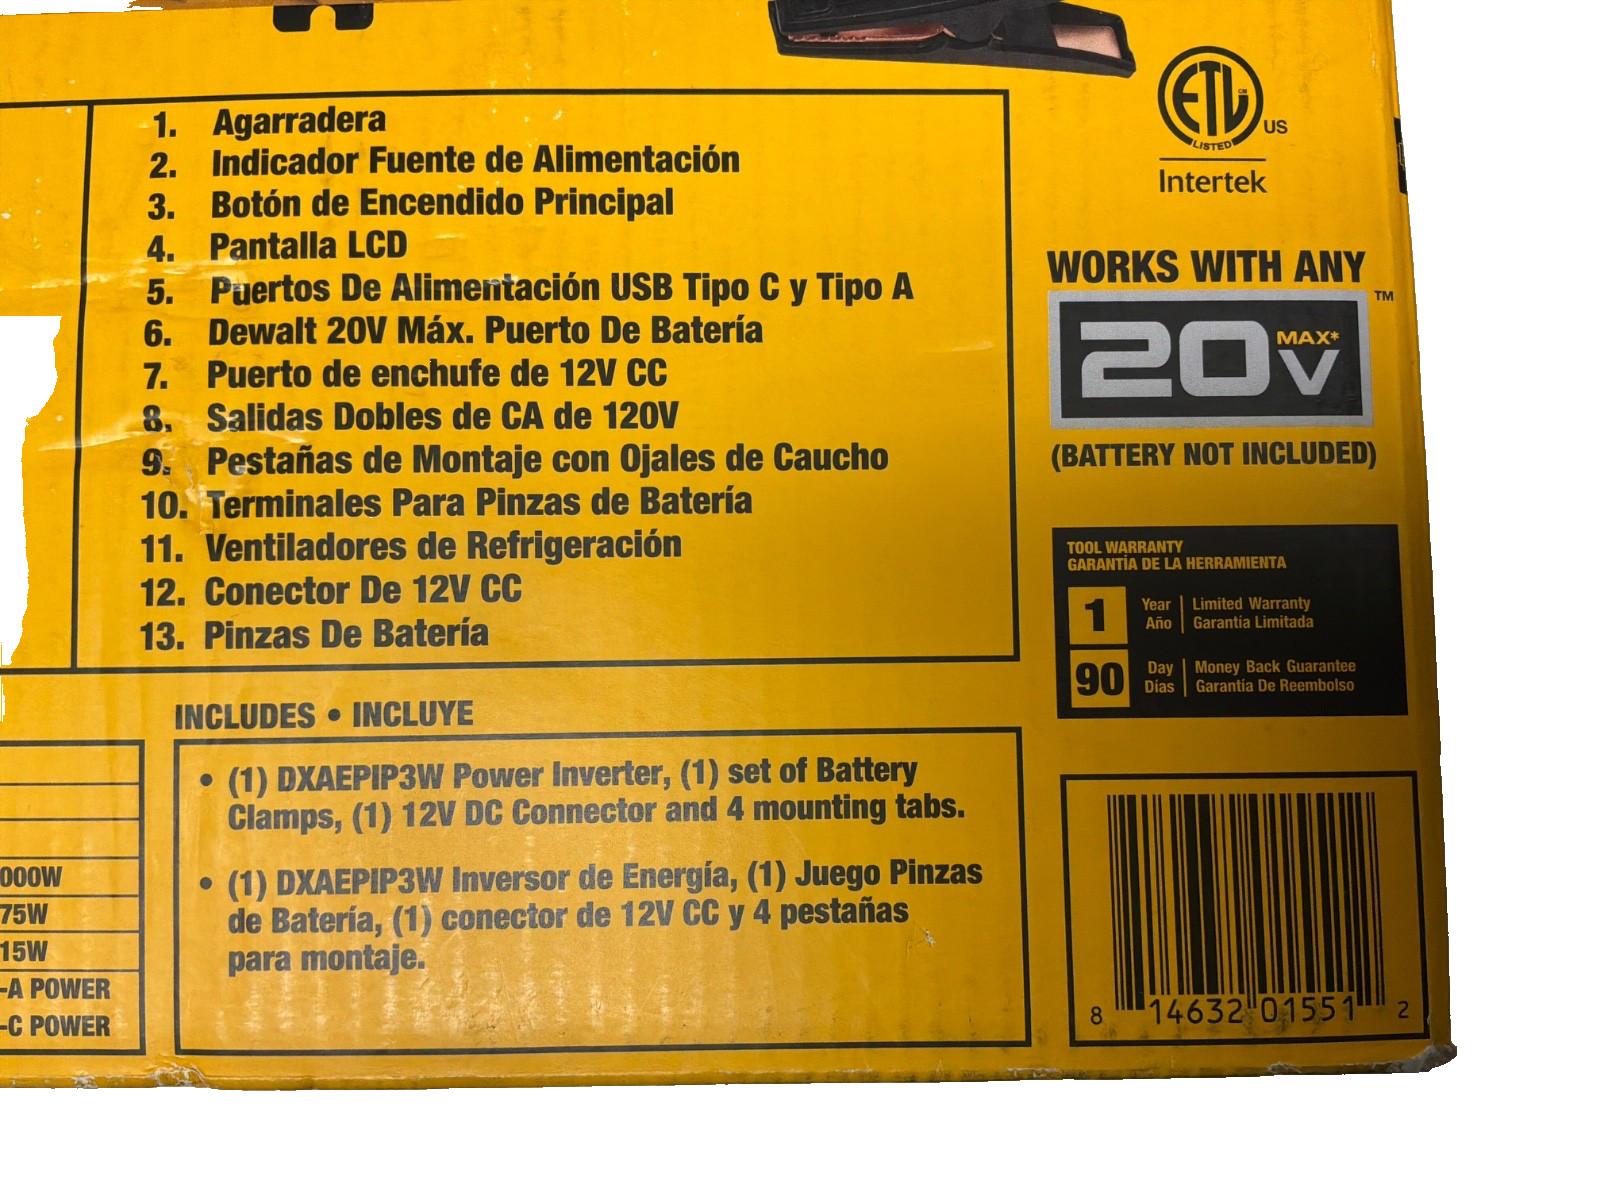 1. Agarradera
2. Indicador Fuente de Alimentación
3. Botón de Encendido Principal
4. Pantalla LCD
5. Puertos De Alimentación USB Tipo C y Tipo A
6. Dewalt 20V Máx. Puerto De Batería
7. Puerto de enchufe de 12V CC
8. Salidas Dobles de CA de 120V
9. Pestañas de Montaje con Ojales de Caucho
10. Terminales Para Pinzas de Batería
11. Ventiladores de Refrigeración
12. Conector De 12V CC
13. Pinzas De Batería
ETL CM
LISTED
US
Intertek
WORKS WITH ANY
20V MAX* ™
(BATTERY NOT INCLUDED)
TOOL WARRANTY
GARANTÍA DE LA HERRAMIENTA
1 Year | Limited Warranty
Año | Garantía Limitada
90 Day | Money Back Guarantee
Días | Garantía De Reembolso
000W
75W
15W
-A POWER
-C POWER
INCLUDES • INCLUYE
• (1) DXAEPIP3W Power Inverter, (1) set of Battery
Clamps, (1) 12V DC Connector and 4 mounting tabs.
• (1) DXAEPIP3W Inversor de Energía, (1) Juego Pinzas
de Batería, (1) conector de 12V CC y 4 pestañas
para montaje.
8 14632 01551 2